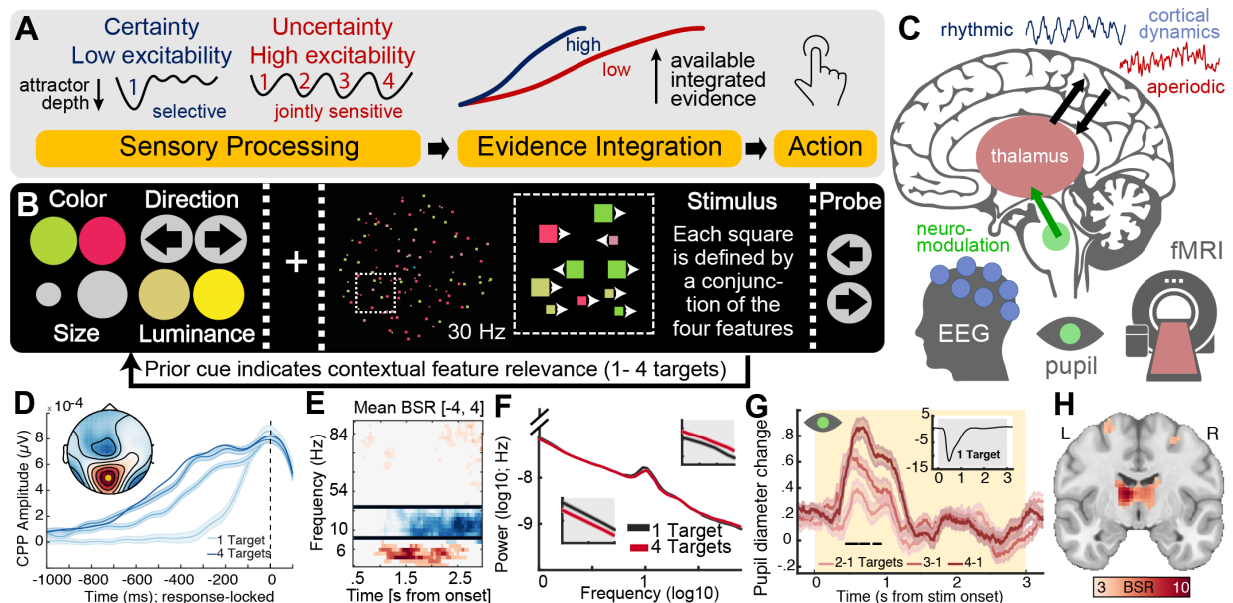 A
Certainty
Low excitability
Uncertainty
High excitability
attractor
depth
1
selective
1 2 3 4
jointly sensitive
high
low
available
integrated
evidence
Sensory Processing
Evidence Integration
Action
B
Color
Direction
Size
Luminance
+
30 Hz
Stimulus
Each square
is defined by
a conjunc-
tion of the
four features
Probe
Prior cue indicates contextual feature relevance (1- 4 targets)
C
rhythmic
cortical
dynamics
aperiodic
thalamus
neuro-
modulation
fMRI
EEG
pupil
D
x 10-4
CPP Amplitude (µV)
8
6
4
2
0
1 Target
4 Targets
-1000 -800 -600 -400 -200 0
Time (ms); response-locked
E
Mean BSR [-4, 4]
Frequency (Hz)
84
54
10
6
.5 1.5 2.5
Time [s from onset]
F
Power (log10; Hz)
-8
-9
1 Target
4 Targets
0 1
Frequency (log10)
G
Pupil diameter change
.8
.6
.4
.2
0
-.2
0
-5
-15
1 Target
0 1 2 3
2-1 Targets 3-1 4-1
0 1 2 3
Time (s from stim onset)
H
L
R
3 BSR 10